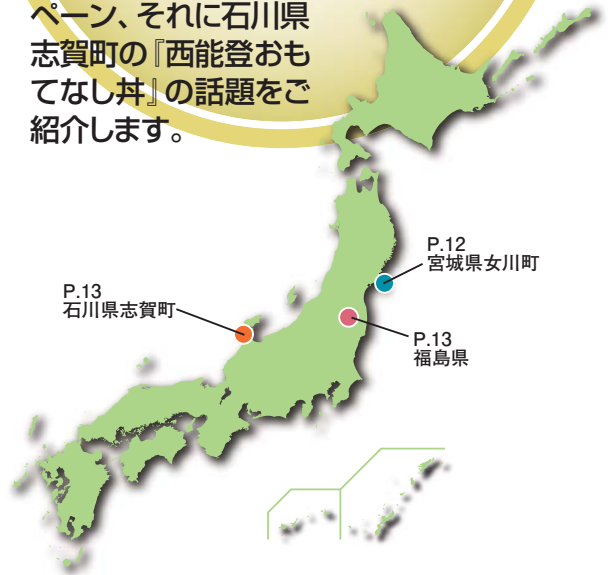 ペーン、それに石川県
志賀町の『西能登おも
てなし丼』の話題をご
紹介します。
P.12
宮城県女川町
P.13
石川県志賀町
P.13
福島県